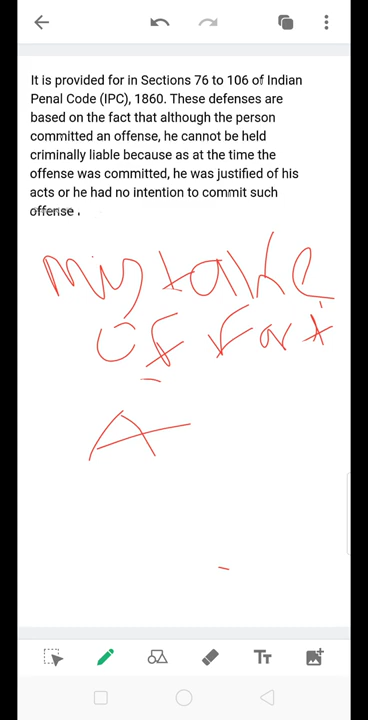 It is provided for in Sections 76 to 106 of Indian
Penal Code (IPC), 1860. These defenses are
based on the fact that although the person
committed an offense, he cannot be held
criminally liable because as at the time the
offense was committed, he was justified of his
acts or he had no intention to commit such
offense .
Mistake
Of Fact
A
Tт